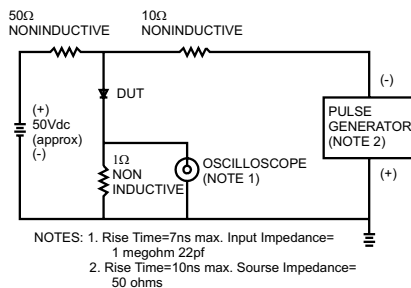 50Ω
NONINDUCTIVE
10Ω
NONINDUCTIVE
(+)
50Vdc
(approx)
(-)
DUT
1Ω
NON
INDUCTIVE
OSCILLOSCOPE
(NOTE 1)
(-)
PULSE
GENERATOR
(NOTE 2)
(+)
NOTES: 1. Rise Time=7ns max. Input Impedance=
1 megohm 22pf
2. Rise Time=10ns max. Sourse Impedance=
50 ohms